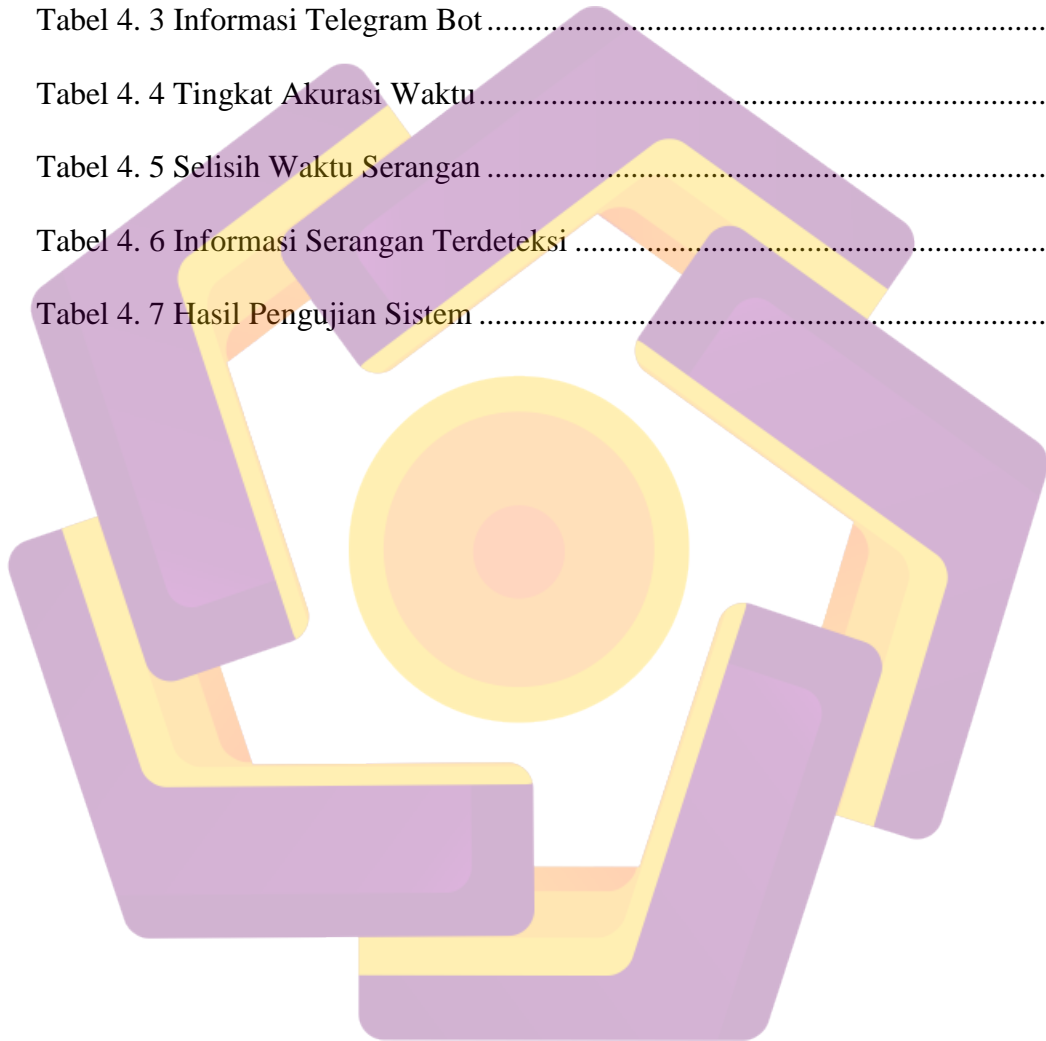 Tabel 4. 3 Informasi Telegram Bot........................................................................
Tabel 4. 4 Tingkat Akurasi Waktu.........................................................................
Tabel 4. 5 Selisih Waktu Serangan ........................................................................
Tabel 4. 6 Informasi Serangan Terdeteksi .............................................................
Tabel 4. 7 Hasil Pengujian Sistem .........................................................................